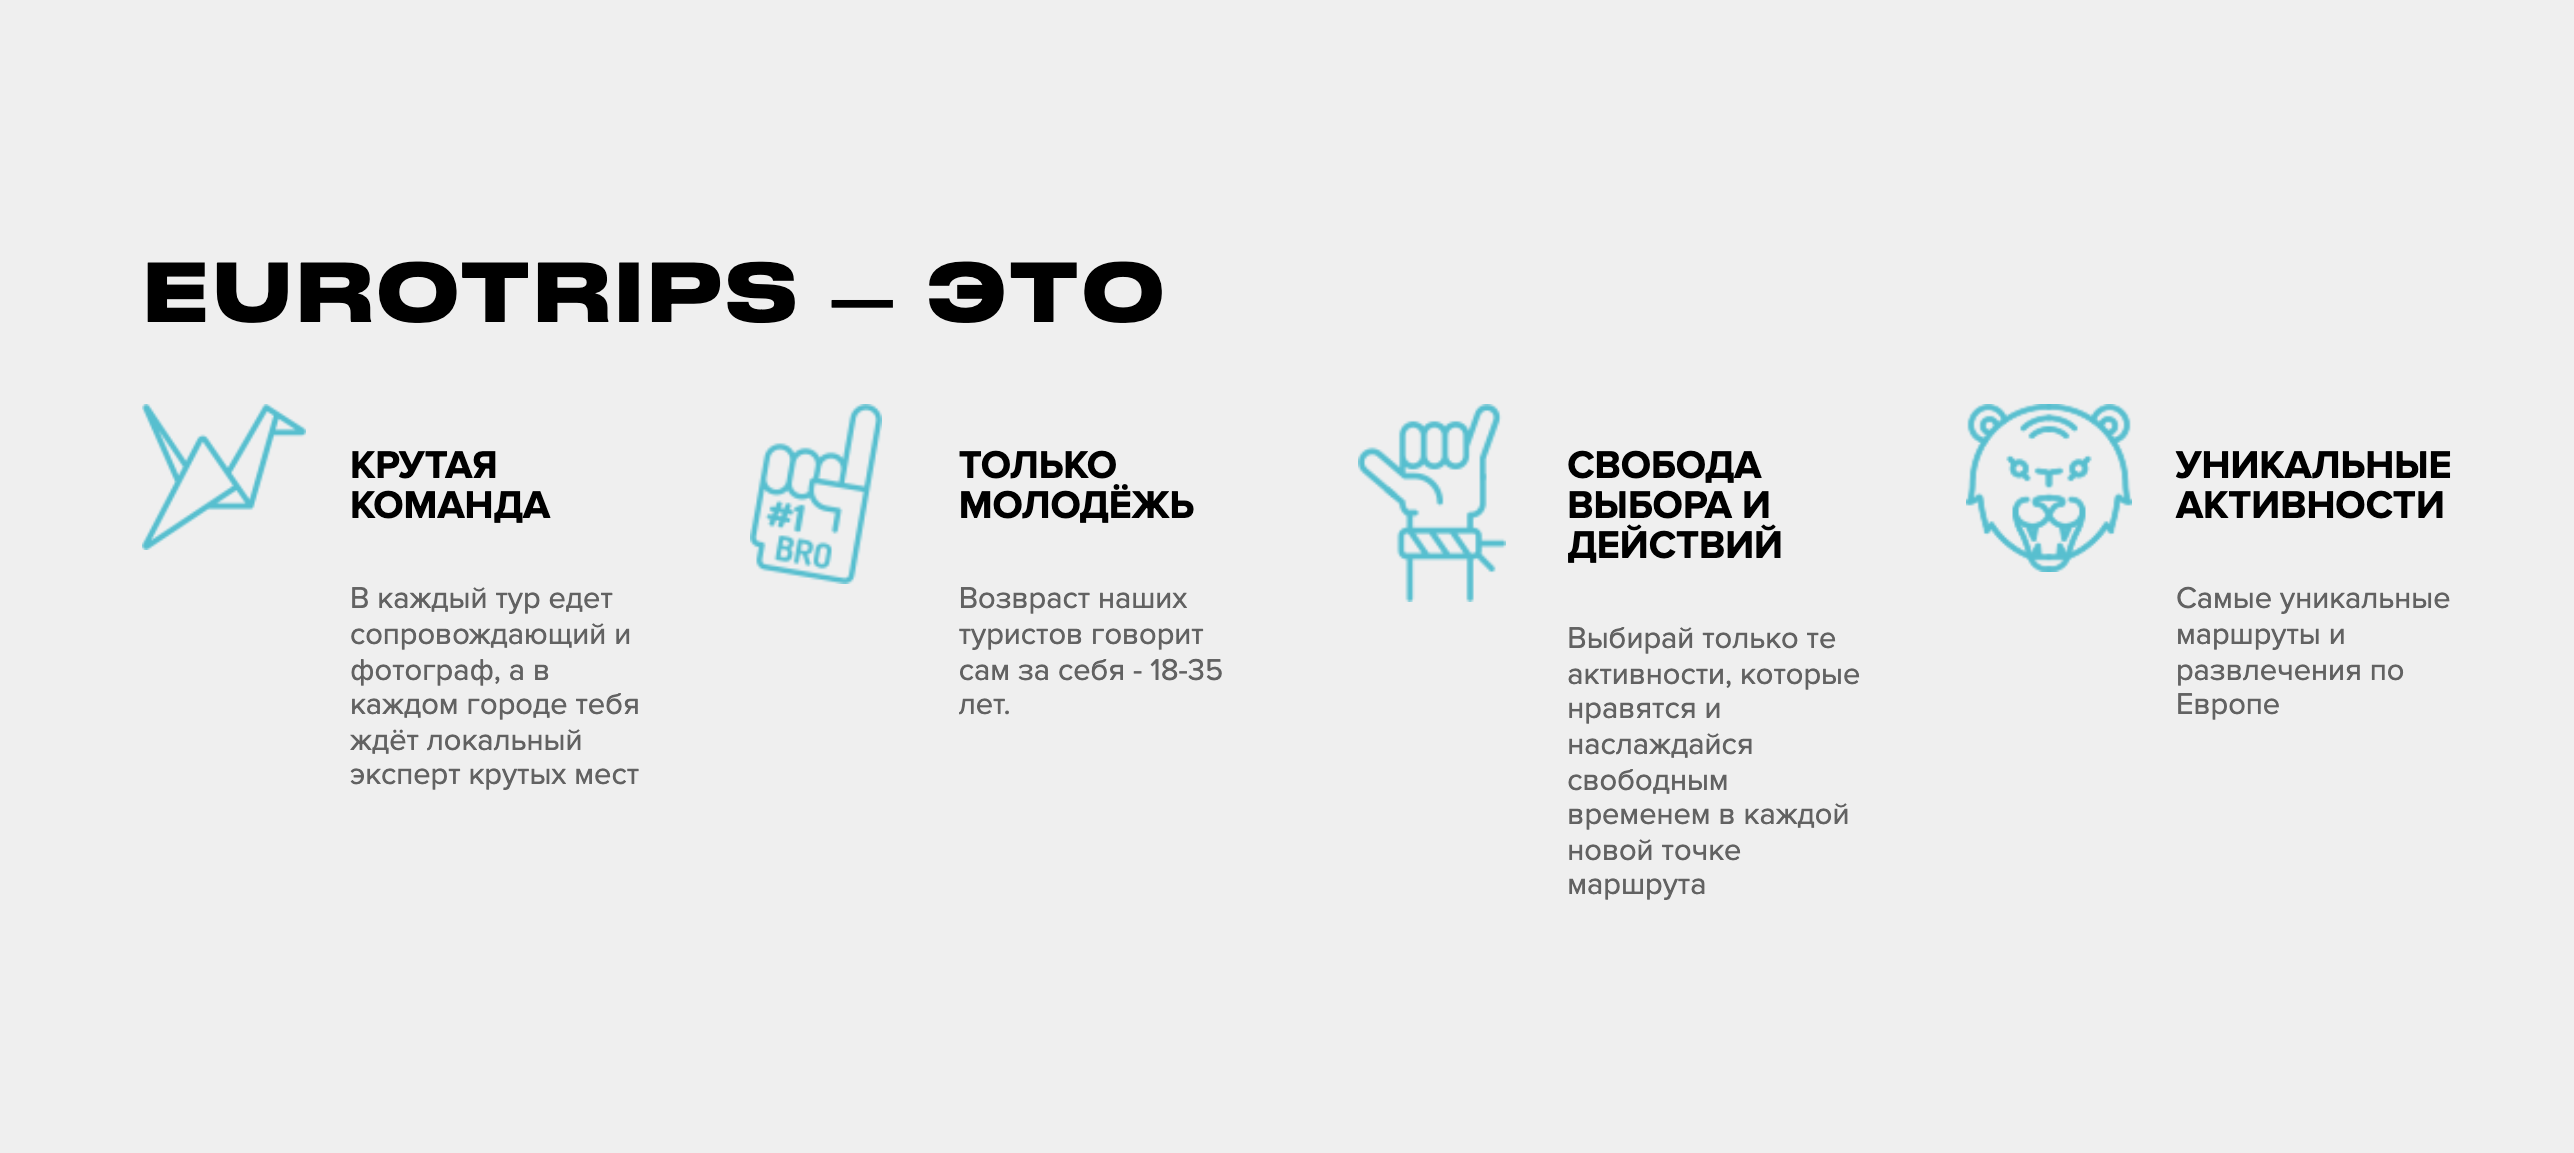 EUROTRIPS — ЭТО
КРУТАЯ
КОМАНДА
В каждый тур едет
сопровождающий и
фотограф, а в
каждом городе тебя
ждёт локальный
эксперт крутых мест
#1
BRO
ТОЛЬКО
МОЛОДЁЖЬ
Возвраст наших
туристов говорит
сам за себя - 18-35
лет.
СВОБОДА
ВЫБОРА И
ДЕЙСТВИЙ
Выбирай только те
активности, которые
нравятся и
наслаждайся
свободным
временем в каждой
новой точке
маршрута
УНИКАЛЬНЫЕ
АКТИВНОСТИ
Самые уникальные
маршруты и
развлечения по
Европе